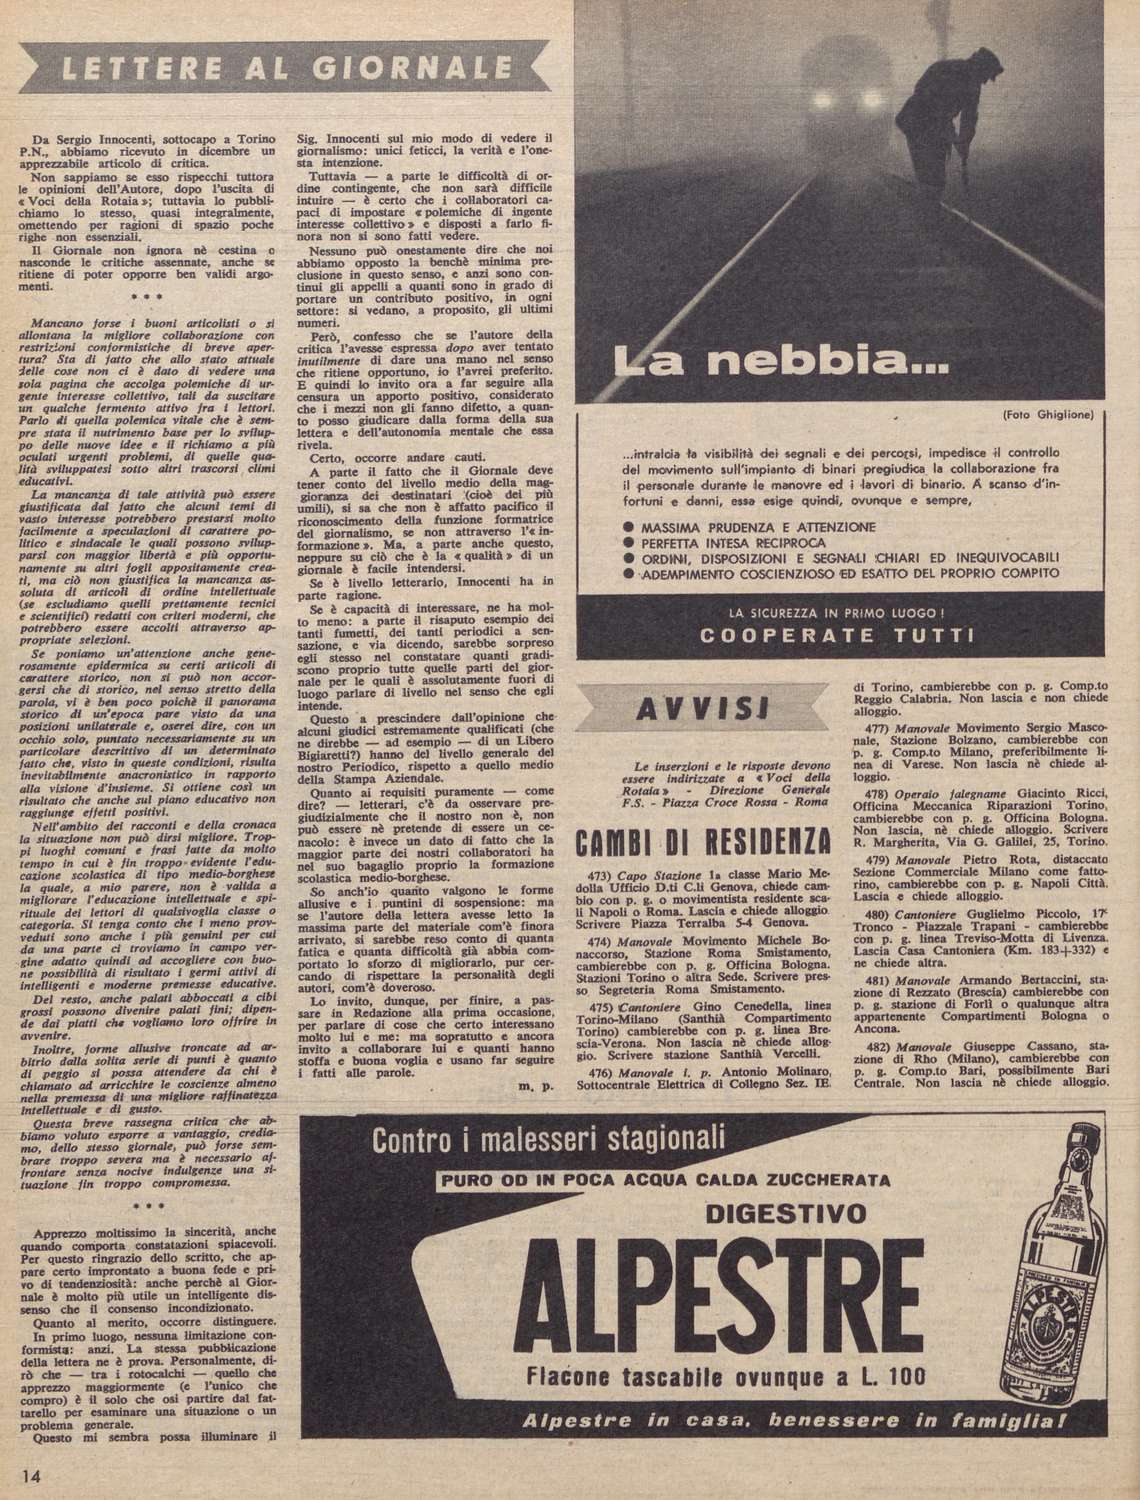 LETTERE AL GIORNALE
Da Sergio Innocenti, sottocapo a Torino
P.N., abbiamo ricevuto in dicembre un
apprezzabile articolo di critica.
Non sappiamo se esso rispecchi tuttora
le opinioni dell'Autore, dopo l'uscita di
« Voci della Rotaia »; tuttavia lo pubbli-
chiamo lo stesso, quasi integralmente,
omettendo per ragioni di spazio poche
righe non essenziali.
Il Giornale non ignora nè cestina o
nasconde le critiche assennate, anche se
ritiene di poter opporre ben validi argo-
menti.
* * *
Mancano forse i buoni articolisti o si
allontana la migliore collaborazione con
restrizioni conformistiche di breve aper-
tura? Sta di fatto che allo stato attuale
delle cose non ci è dato di vedere una
sola pagina che accolga polemiche di ur-
gente interesse collettivo, tali da suscitare
un qualche fermento attivo fra i lettori.
Parlo di quella polemica vitale che è sem-
pre stata il nutrimento base per lo svilup-
po delle nuove idee e il richiamo a più
oculati urgenti problemi, di quelle qua-
lità sviluppatesi sotto altri trascorsi climi
educativi.
La mancanza di tale attività può essere
giustificata dal fatto che alcuni temi di
vasto interesse potrebbero prestarsi molto
facilmente a speculazioni di carattere po-
litico e sindacale le quali possono svilup-
parsi con maggior libertà e più opportu-
namente su altri fogli appositamente crea-
ti, ma ciò non giustifica la mancanza as-
soluta di articoli di ordine intellettuale
(se escludiamo quelli prettamente tecnici
e scientifici) redatti con criteri moderni, che
potrebbero essere accolti attraverso ap-
propriate selezioni.
Se poniamo un'attenzione anche gene-
rosamente epidermica su certi articoli di
carattere storico, non si può non accor-
gersi che di storico, nel senso stretto della
parola, vi è ben poco poichè il panorama
storico di un'epoca pare visto da una
posizioni unilaterale e, oserei dire, con un
occhio solo, puntato necessariamente su un
particolare descrittivo di un determinato
fatto che, visto in queste condizioni, risulta
inevitabilmente anacronistico in rapporto
alla visione d'insieme. Si ottiene così un
risultato che anche sul piano educativo non
raggiunge effetti positivi.
Nell'ambito dei racconti e della cronaca
la situazione non può dirsi migliore. Trop-
pi luoghi comuni e frasi fatte da molto
tempo in cui è fin troppo evidente l'edu-
cazione scolastica di tipo medio-borghese
la quale, a mio parere, non è valida a
migliorare l'educazione intellettuale e spi-
rituale dei lettori di qualsivoglia classe o
categoria. Si tenga conto che i meno prov-
veduti sono anche i più genuini per cui
da una parte ci troviamo in campo ver-
gine adatto quindi ad accogliere con buo-
ne possibilità di risultato i germi attivi di
intelligenti e moderne premesse educative.
Del resto, anche palati abboccati a cibi
grossi possono divenire palati fini; dipen-
de dai piatti che vogliamo loro offrire in
avvenire.
Inoltre, forme allusive troncate ad ar-
bitrio dalla solita serie di punti è quanto
di peggio si possa attendere da chi è
chiamato ad arricchire le coscienze almeno
nella premessa di una migliore raffinatezza
intellettuale e di gusto.
Questa breve rassegna critica che ab-
biamo voluto esporre a vantaggio, credia-
mo, dello stesso giornale, può forse sem-
brare troppo severa ma è necessario af-
frontare senza nocive indulgenze una si-
tuazione fin troppo compromessa.
* * *
Apprezzo moltissimo la sincerità, anche
quando comporta constatazioni spiacevoli.
Per questo ringrazio dello scritto, che ap-
pare certo improntato a buona fede e pri-
vo di tendenziosità: anche perchè al Gior-
nale è molto più utile un intelligente dis-
senso che il consenso incondizionato.
Quanto al merito, occorre distinguere.
In primo luogo, nessuna limitazione con-
formista: anzi. La stessa pubblicazione
della lettera ne è prova. Personalmente, di-
rò che — tra i rotocalchi — quello che
apprezzo maggiormente (e l'unico che
compro) è il solo che osi partire dal fat-
tarello per esaminare una situazione o un
problema generale.
Questo mi sembra possa illuminare il
Sig. Innocenti sul mio modo di vedere il
giornalismo: unici feticci, la verità e l'one-
sta intenzione.
Tuttavia — a parte le difficoltà di or-
dine contingente, che non sarà difficile
intuire — è certo che i collaboratori ca-
paci di impostare « polemiche di ingente
interesse collettivo » e disposti a farlo fi-
nora non si sono fatti vedere.
Nessuno può onestamente dire che noi
abbiamo opposto la benchè minima pre-
clusione in questo senso, e anzi sono con-
tinui gli appelli a quanti sono in grado di
portare un contributo positivo, in ogni
settore: si vedano, a proposito, gli ultimi
numeri.
Però, confesso che se l'autore della
critica l'avesse espressa dopo aver tentato
inutilmente di dare una mano nel senso
che ritiene opportuno, io l'avrei preferito.
E quindi lo invito ora a far seguire alla
censura un apporto positivo, considerato
che i mezzi non gli fanno difetto, a quan-
to posso giudicare dalla forma della sua
lettera e dell'autonomia mentale che essa
rivela.
Certo, occorre andare cauti.
A parte il fatto che il Giornale deve
tener conto del livello medio della mag-
gioranza dei destinatari (cioè dei più
umili), si sa che non è affatto pacifico il
riconoscimento della funzione formatrice
del giornalismo, se non attraverso l'« in-
formazione ». Ma, a parte anche questo,
neppure su ciò che è la « qualità » di un
giornale è facile intendersi.
Se è livello letterario, Innocenti ha in
parte ragione.
Se è capacità di interessare, ne ha mol-
to meno: a parte il risaputo esempio dei
tanti fumetti, dei tanti periodici a sen-
sazione, e via dicendo, sarebbe sorpreso
egli stesso nel constatare quanti gradi-
scono proprio tutte quelle parti del gior-
nale per le quali è assolutamente fuori di
luogo parlare di livello nel senso che egli
intende.
Questo a prescindere dall'opinione che
alcuni giudici estremamente qualificati (che
ne direbbe — ad esempio — di un Libero
Bigiaretti?) hanno del livello generale del
nostro Periodico, rispetto a quello medio
della Stampa Aziendale.
Quanto ai requisiti puramente — come
dire? — letterari, c'è da osservare pre-
giudizialmente che il nostro non è, non
può essere nè pretende di essere un ce-
nacolo: è invece un dato di fatto che la
maggior parte dei nostri collaboratori ha
nel suo bagaglio proprio la formazione
scolastica medio-borghese.
So anch'io quanto valgono le forme
allusive e i puntini di sospensione: ma
se l'autore della lettera avesse letto la
massima parte del materiale com'è finora
arrivato, si sarebbe reso conto di quanta
fatica e quanta difficoltà già abbia com-
portato lo sforzo di migliorarlo, pur cer-
cando di rispettare la personalità degli
autori, com'è doveroso.
Lo invito, dunque, per finire, a pas-
sare in Redazione alla prima occasione,
per parlare di cose che certo interessano
molto lui e me: ma sopratutto e ancora
invito a collaborare lui e quanti hanno
stoffa e buona voglia e usano far seguire
i fatti alle parole.
m. p.
La nebbia...
(Foto Ghiglione)
...intralcia la visibilità dei segnali e dei percorsi, impedisce il controllo
del movimento sull'impianto di binari pregiudica la collaborazione fra
il personale durante le manovre ed i lavori di binario. A scanso d'in-
fortuni e danni, essa esige quindi, ovunque e sempre,
● MASSIMA PRUDENZA E ATTENZIONE
● PERFETTA INTESA RECIPROCA
● ORDINI, DISPOSIZIONI E SEGNALI CHIARI ED INEQUIVOCABILI
● ADEMPIMENTO COSCIENZIOSO ED ESATTO DEL PROPRIO COMPITO
LA SICUREZZA IN PRIMO LUOGO!
COOPERATE TUTTI
AVVISI
Le inserzioni e le risposte devono
essere indirizzate a « Voci della
Rotaia » - Direzione Generale
F.S. - Piazza Croce Rossa - Roma
CAMBI DI RESIDENZA
473) Capo Stazione 1a classe Mario Me-
dolla Ufficio D.ti C.li Genova, chiede cam-
bio con p. g. o movimentista residente sca-
li Napoli o Roma. Lascia e chiede alloggio
Scrivere Piazza Terralba 5-4 Genova.
474) Manovale Movimento Michele Bo-
naccorso, Stazione Roma Smistamento,
cambierebbe con p. g. Officina Bologna.
Stazioni Torino o altra Sede. Scrivere pres-
so Segreteria Roma Smistamento.
475) Cantoniere Gino Cenedella, linea
Torino-Milano (Santhià Compartimento
Torino) cambierebbe con p. g. linea Bre-
scia-Verona. Non lascia nè chiede allog-
gio. Scrivere stazione Santhià Vercelli.
476) Manovale i. p. Antonio Molinaro,
Sottocentrale Elettrica di Collegno Sez. IE
di Torino, cambierebbe con p. g. Comp.to
Reggio Calabria. Non lascia e non chiede
alloggio.
477) Manovale Movimento Sergio Masco-
nale, Stazione Bolzano, cambierebbe con
p. g. Comp.to Milano, preferibilmente li-
nea di Varese. Non lascia nè chiede al-
loggio.
478) Operaio falegname Giacinto Ricci,
Officina Meccanica Riparazioni Torino,
cambierebbe con p. g. Officina Bologna.
Non lascia, nè chiede alloggio. Scrivere
R. Margherita, Via G. Galilei, 25, Torino.
479) Manovale Pietro Rota, distaccato
Sezione Commerciale Milano come fatto-
rino, cambierebbe con p. g. Napoli Città.
Lascia e chiede alloggio.
480) Cantoniere Guglielmo Piccolo, 17°
Tronco - Piazzale Trapani - cambierebbe
con p. g. linea Treviso-Motta di Livenza.
Lascia Casa Cantoniera (Km. 183+332) e
ne chiede altra.
481) Manovale Armando Bertaccini, sta-
zione di Rezzato (Brescia) cambierebbe con
p. g. stazione di Forlì o qualunque altra
appartenente Compartimenti Bologna o
Ancona.
482) Manovale Giuseppe Cassano, sta-
zione di Rho (Milano), cambierebbe con
p. g. Comp.to Bari, possibilmente Bari
Centrale. Non lascia nè chiede alloggio.
Contro i malesseri stagionali
PURO OD IN POCA ACQUA CALDA ZUCCHERATA
DIGESTIVO
ALPESTRE
Flacone tascabile ovunque a L. 100
Alpestre in casa, benessere in famiglia!
ALPESTRE
14